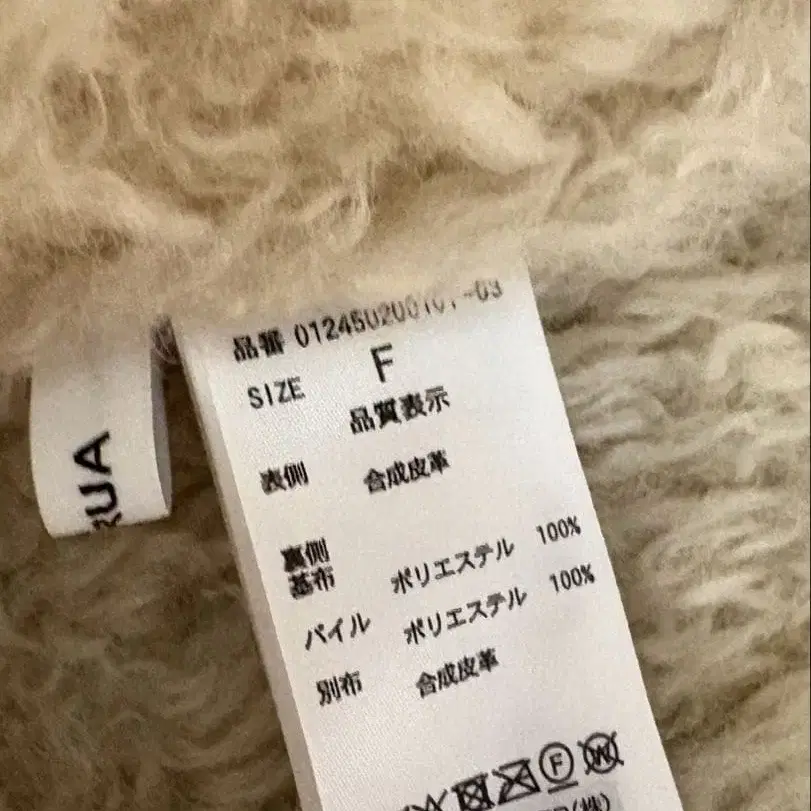 RUA
品番
SIZE F
品質表示
表側 合成皮革
裏側
基布 ポリエステル 100%
パイル ポリエステル 100%
別布 合成皮革
F W
(株)